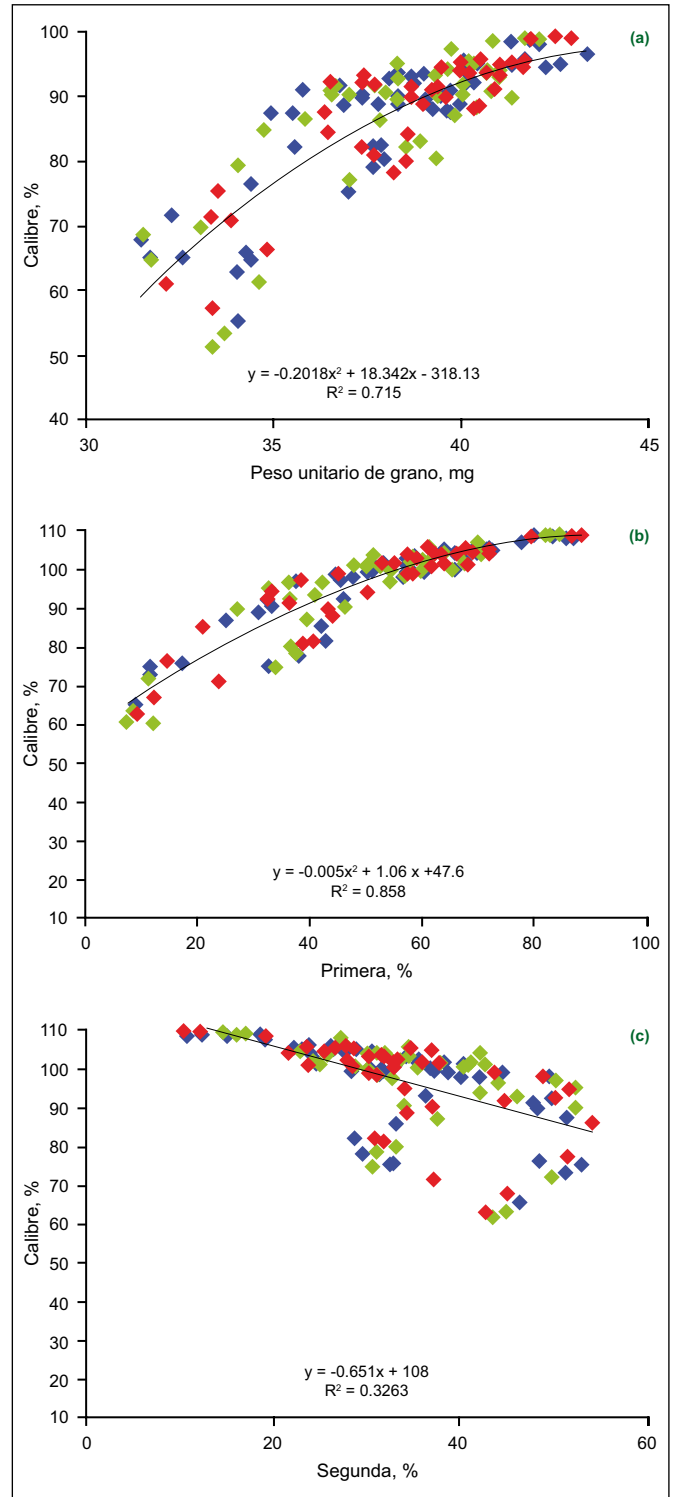 (a)
100
90
80
70
60
50
40
Calibre, %
y = -0.2018x² + 18.342x - 318.13
R² = 0.715
30
35
40
45
Peso unitario de grano, mg
(b)
110
100
90
80
70
60
50
40
30
20
10
Calibre, %
y = -0.005x² + 1.06 x +47.6
R² = 0.858
0
20
40
60
80
100
Primera, %
(c)
110
100
90
80
70
60
50
40
30
20
10
Calibre, %
y = -0.651x + 108
R² = 0.3263
0
20
40
60
Segunda, %